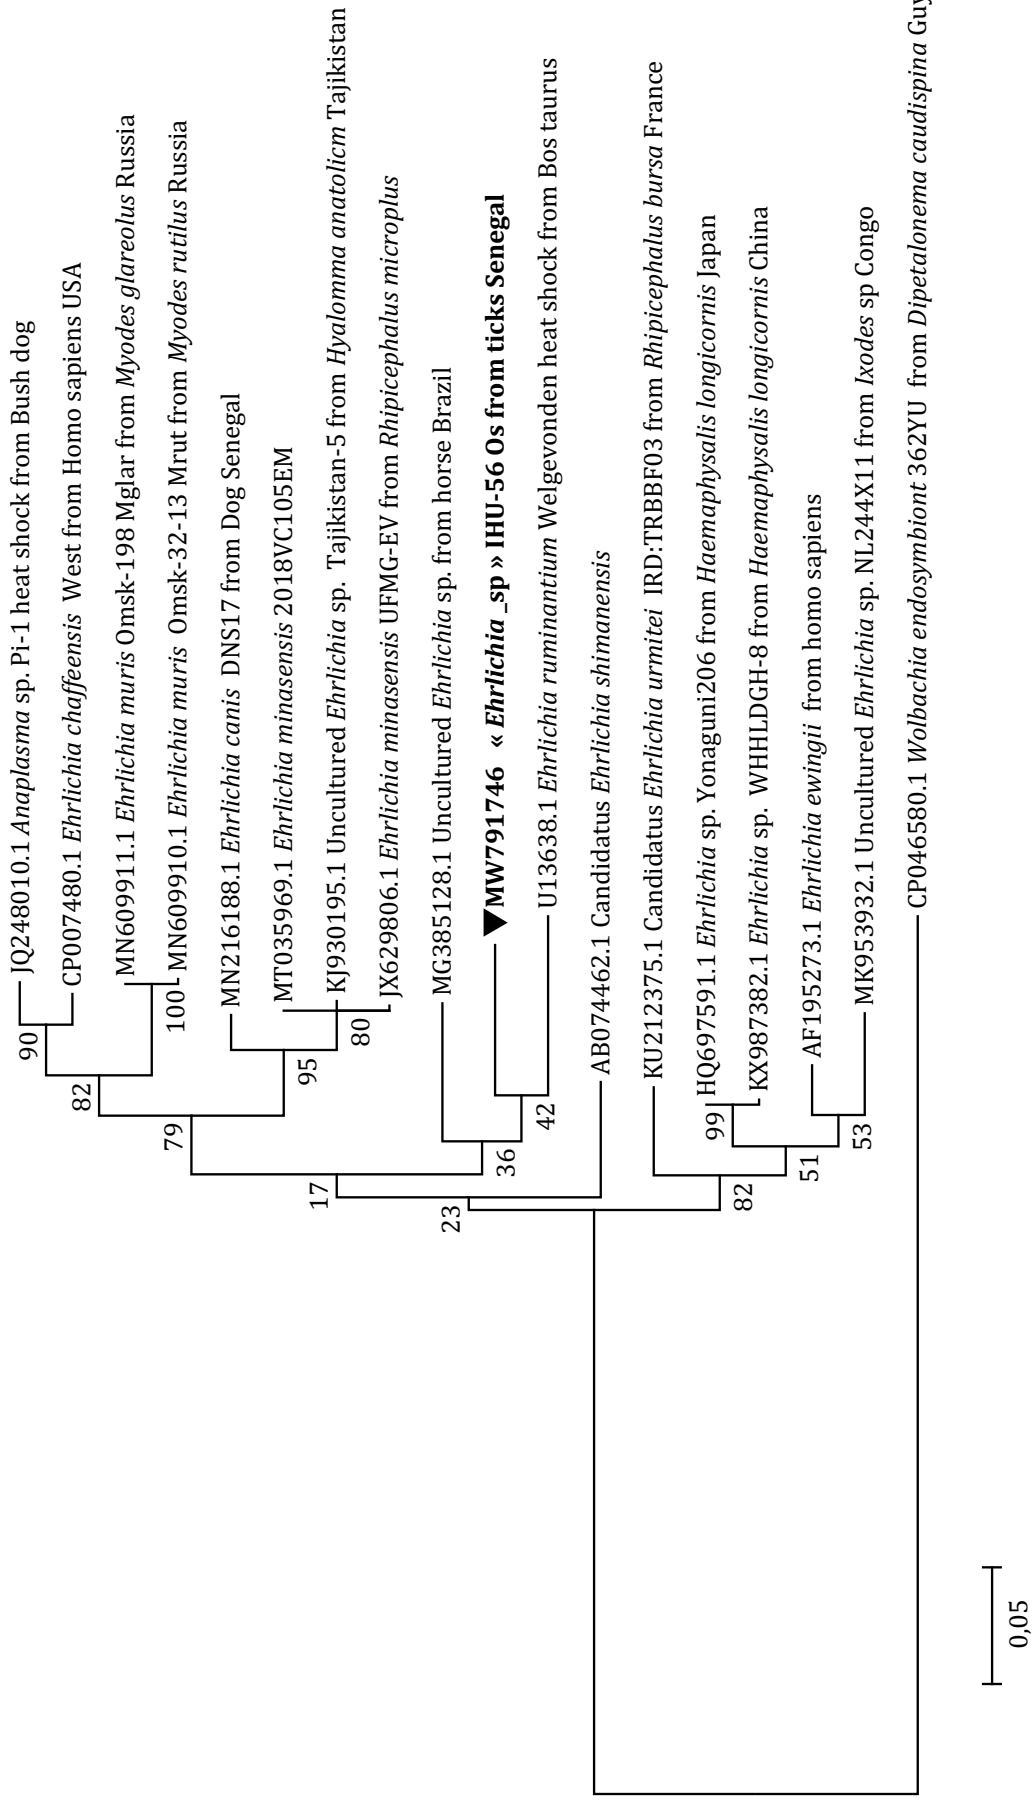 JQ248010.1 Anaplasma sp. Pi-1 heat shock from Bush dog
CP007480.1 Ehrlichia chaffeensis West from Homo sapiens USA
MN609911.1 Ehrlichia muris Omsk-198 Mglar from Myodes glareolus Russia
MN609910.1 Ehrlichia muris Omsk-32-13 Mrut from Myodes rutilus Russia
MN216188.1 Ehrlichia canis DNS17 from Dog Senegal
MT035969.1 Ehrlichia minasensis 2018VC105EM
KJ930195.1 Uncultured Ehrlichia sp. Tajikistan-5 from Hyalomma anatolicm Tajikistan
JX629806.1 Ehrlichia minasensis UFMG-EV from Rhipicephalus microplus
MG385128.1 Uncultured Ehrlichia sp. from horse Brazil
MW791746 « Ehrlichia_sp » IHU-56 Os from ticks Senegal
U13638.1 Ehrlichia ruminantium Welgevonden heat shock from Bos taurus
AB074462.1 Candidatus Ehrlichia shimanensis
KU212375.1 Candidatus Ehrlichia urmitei IRD:TRBBF03 from Rhipicephalus bursa France
HQ697591.1 Ehrlichia sp. Yonaguni206 from Haemaphysalis longicornis Japan
KX987382.1 Ehrlichia sp. WHHLDGH-8 from Haemaphysalis longicornis China
AF195273.1 Ehrlichia ewingii from homo sapiens
MK953932.1 Uncultured Ehrlichia sp. NL244X11 from Ixodes sp Congo
CP046580.1 Wolbachia endosymbiont 362YU from Dipetalonema caudispina
90
82
100
79
95
80
17
36
42
23
99
82
51
53
0,05